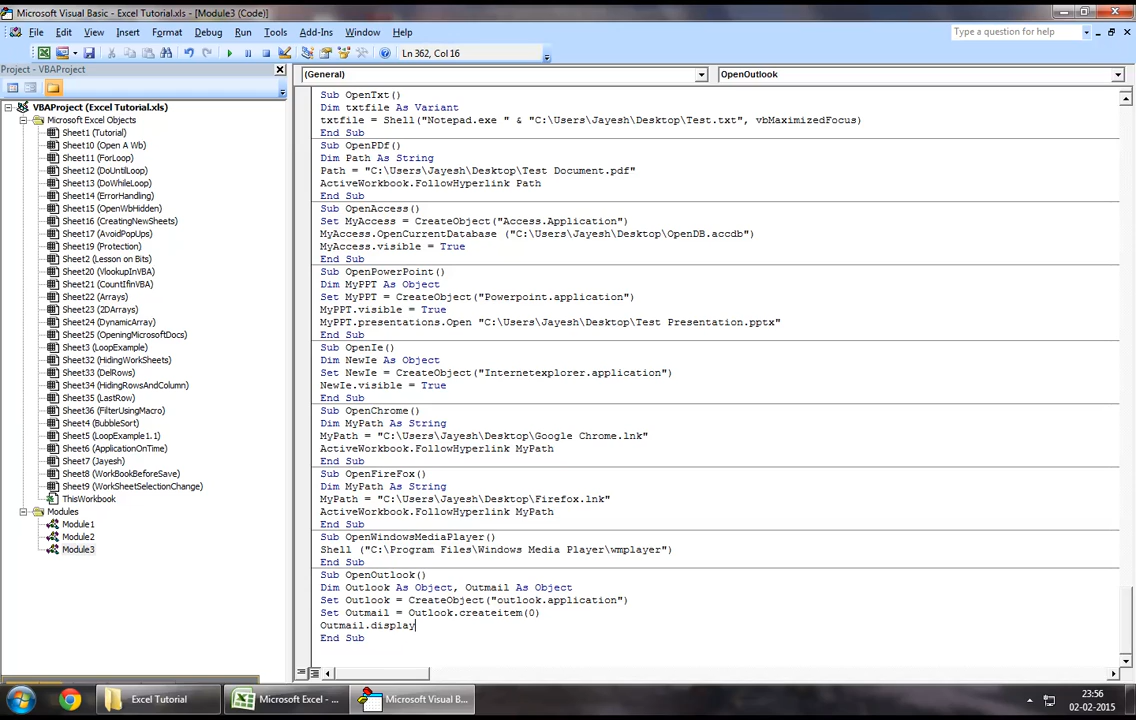 Microsoft Visual Basic - Excel Tutorial.xls - [Module3 (Code)]
File Edit View Insert Format Debug Run Tools Add-Ins Window Help
Type a question for help
Ln 362, Col 16
Project - VBAProject
(General)
OpenOutlook
VBAProject (Excel Tutorial.xls)
Microsoft Excel Objects
Sheet1 (Tutorial)
Sheet10 (Open A Wb)
Sheet11 (ForLoop)
Sheet12 (DoUntilLoop)
Sheet13 (DoWhileLoop)
Sheet14 (ErrorHandling)
Sheet15 (OpenWbHidden)
Sheet16 (CreatingNewSheets)
Sheet17 (AvoidPopUps)
Sheet19 (Protection)
Sheet2 (Lesson on Bits)
Sheet20 (VlookupInVBA)
Sheet21 (CountIfinVBA)
Sheet22 (Arrays)
Sheet23 (2DArrays)
Sheet24 (DynamicArray)
Sheet25 (OpeningMicrosoftDocs)
Sheet3 (LoopExample)
Sheet32 (HidingWorkSheets)
Sheet33 (DelRows)
Sheet34 (HidingRowsAndColumn)
Sheet35 (LastRow)
Sheet36 (FilterUsingMacro)
Sheet4 (BubbleSort)
Sheet5 (LoopExample1.1)
Sheet6 (ApplicationOnTime)
Sheet7 (Jayesh)
Sheet8 (WorkBookBeforeSave)
Sheet9 (WorkSheetSelectionChange)
ThisWorkbook
Modules
Module1
Module2
Module3
Sub OpenTxt()
Dim txtfile As Variant
txtfile = Shell("Notepad.exe " & "C:\Users\Jayesh\Desktop\Test.txt", vbMaximizedFocus)
End Sub
Sub OpenPDf()
Dim Path As String
Path = "C:\Users\Jayesh\Desktop\Test Document.pdf"
ActiveWorkbook.FollowHyperlink Path
End Sub
Sub OpenAccess()
Set MyAccess = CreateObject("Access.Application")
MyAccess.OpenCurrentDatabase ("C:\Users\Jayesh\Desktop\OpenDB.accdb")
MyAccess.visible = True
End Sub
Sub OpenPowerPoint()
Dim MyPPT As Object
Set MyPPT = CreateObject("Powerpoint.application")
MyPPT.visible = True
MyPPT.presentations.Open "C:\Users\Jayesh\Desktop\Test Presentation.pptx"
End Sub
Sub OpenIe()
Dim NewIe As Object
Set NewIe = CreateObject("Internetexplorer.application")
NewIe.visible = True
End Sub
Sub OpenChrome()
Dim MyPath As String
MyPath = "C:\Users\Jayesh\Desktop\Google Chrome.lnk"
ActiveWorkbook.FollowHyperlink MyPath
End Sub
Sub OpenFireFox()
Dim MyPath As String
MyPath = "C:\Users\Jayesh\Desktop\Firefox.lnk"
ActiveWorkbook.FollowHyperlink MyPath
End Sub
Sub OpenWindowsMediaPlayer()
Shell ("C:\Program Files\Windows Media Player\wmplayer")
End Sub
Sub OpenOutlook()
Dim Outlook As Object, Outmail As Object
Set Outlook = CreateObject("outlook.application")
Set Outmail = Outlook.createitem(0)
Outmail.display
End Sub
Excel Tutorial
Microsoft Excel - ...
Microsoft Visual B...
23:56
02-02-2015